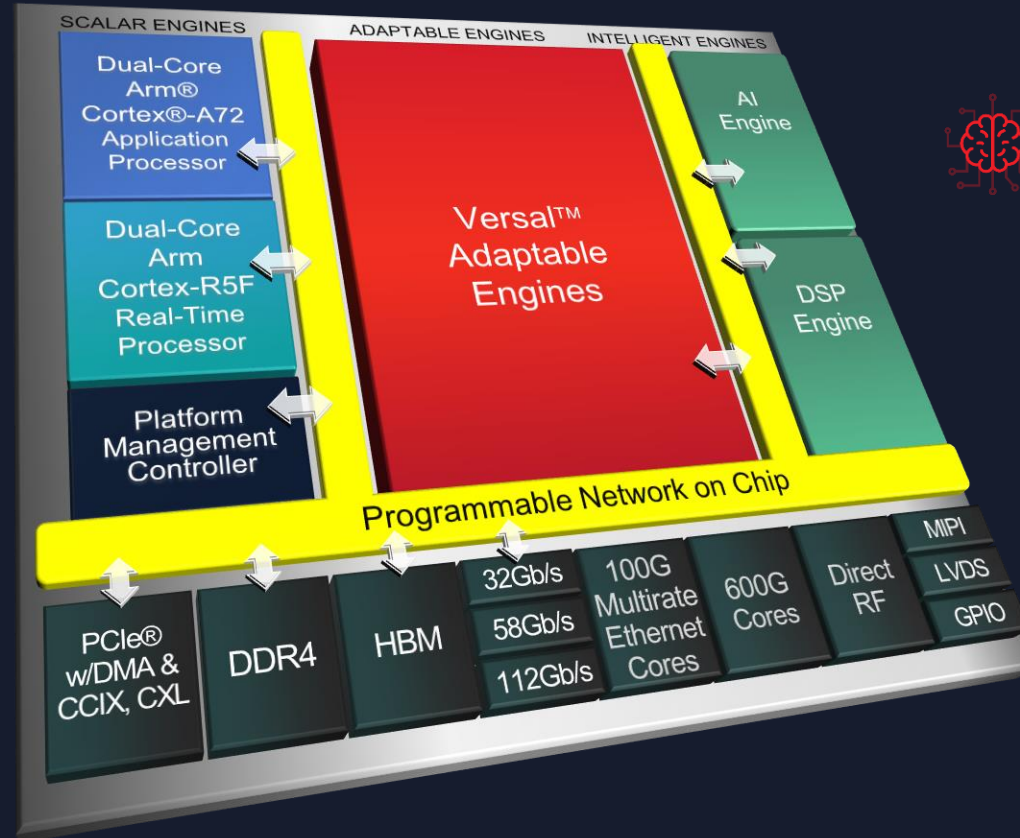 SCALAR ENGINES
ADAPTABLE ENGINES
INTELLIGENT ENGINES
Dual-Core
Arm®
Cortex®-A72
Application
Processor
Dual-Core
Arm
Cortex-R5F
Real-Time
Processor
Platform
Management
Controller
Versal™
Adaptable
Engines
AI
Engine
DSP
Engine
Programmable Network on Chip
PCIe®
w/DMA &
CCIX, CXL
DDR4
HBM
32Gb/s
58Gb/s
112Gb/s
100G
Multirate
Ethernet
Cores
600G
Cores
Direct
RF
MIPI
LVDS
GPIO